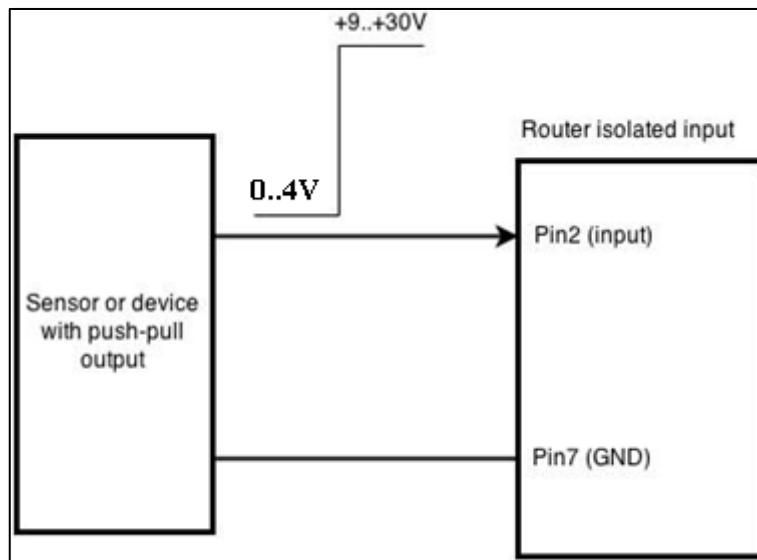 +9..+30V
Router isolated input
0..4V
Pin2 (input)
Sensor or device
with push-pull
output
Pin7 (GND)